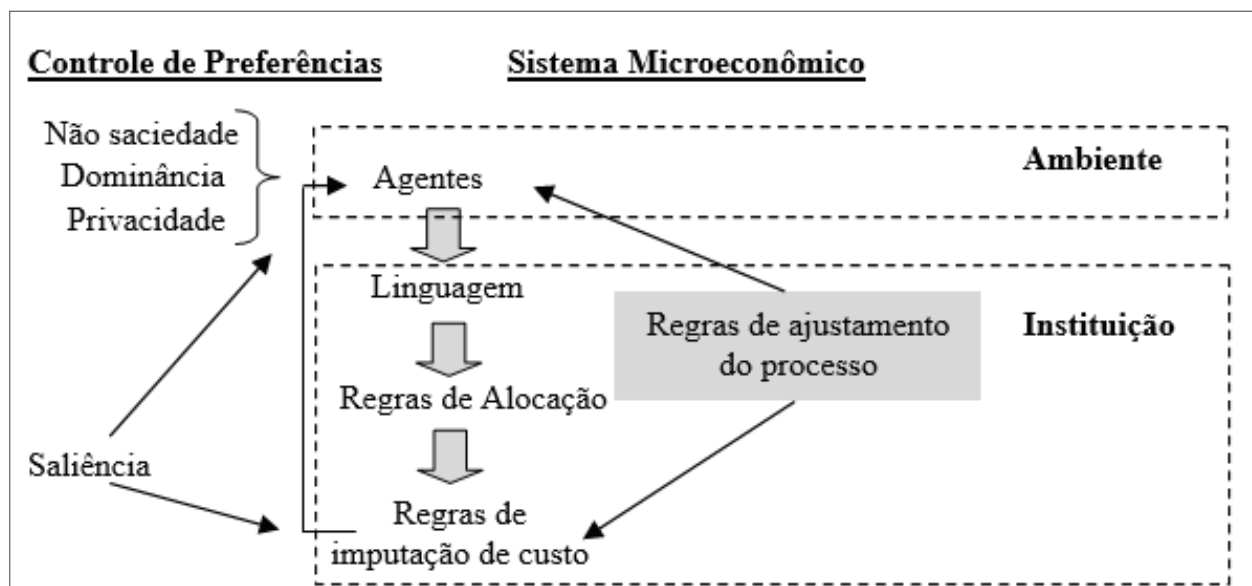 Controle de Preferências
Sistema Microeconômico
Não saciedade
Dominância
Privacidade
Saliência
Ambiente
Agentes
Linguagem
Regras de Alocação
Regras de
imputação de custo
Regras de ajustamento
do processo
Instituição